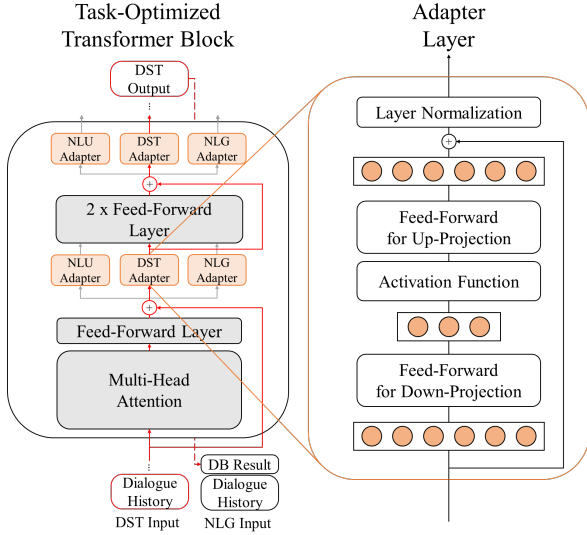 Task-Optimized
Transformer Block
DST
Output
NLU
Adapter
DST
Adapter
NLG
Adapter
+
2 x Feed-Forward
Layer
NLU
Adapter
DST
Adapter
NLG
Adapter
+
Feed-Forward Layer
Multi-Head
Attention
DB Result
Dialogue
History
Dialogue
History
DST Input
NLG Input
Adapter
Layer
Layer Normalization
+
Feed-Forward
for Up-Projection
Activation Function
Feed-Forward
for Down-Projection